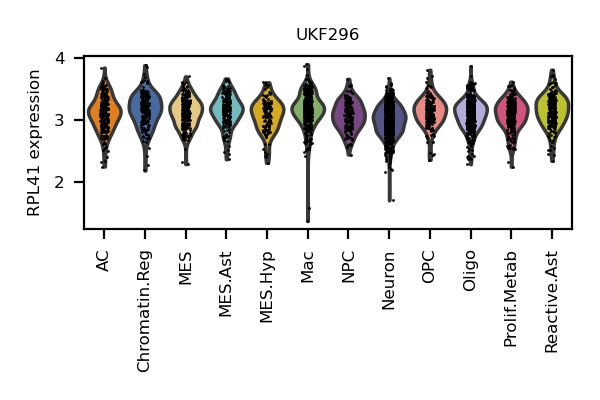 UKF296
4
3
2
RPL41 expression
AC
Chromatin.Reg
MES
MES.Ast
MES.Hyp
Mac
NPC
Neuron
OPC
Oligo
Prolif.Metab
Reactive.Ast